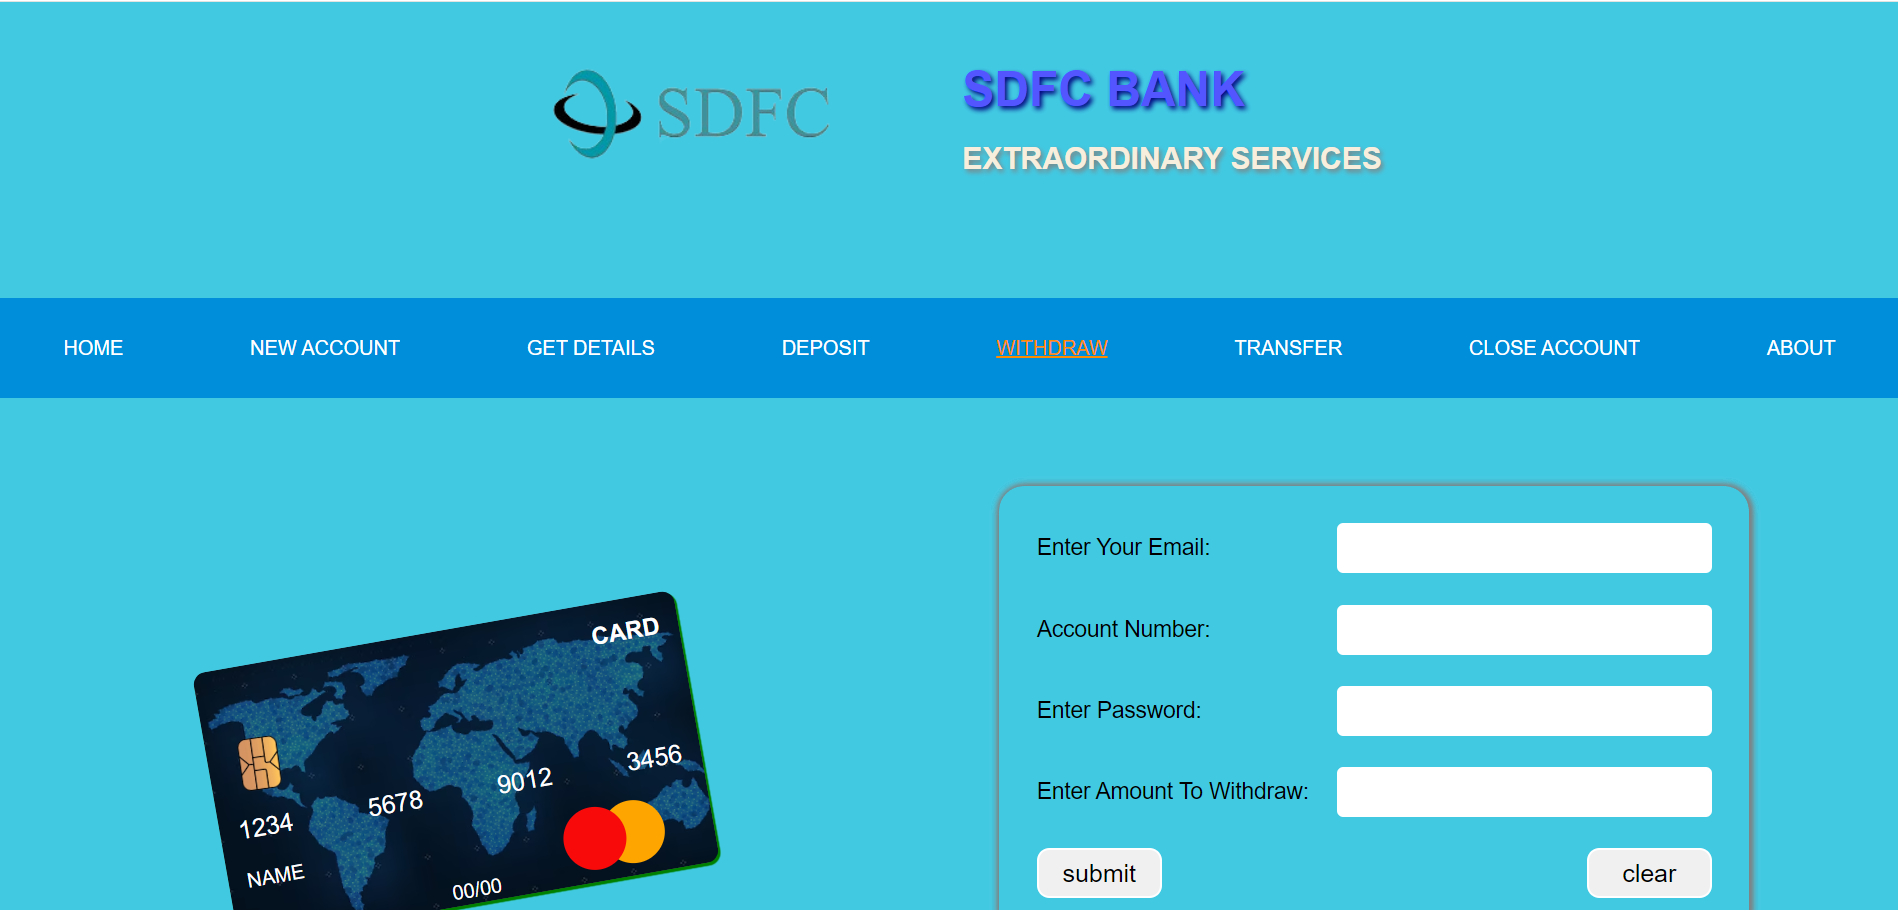 SDFC
SDFC BANK
EXTRAORDINARY SERVICES
HOME NEW ACCOUNT GET DETAILS DEPOSIT WITHDRAW TRANSFER CLOSE ACCOUNT ABOUT
CARD
1234 5678 9012 3456
NAME 00/00
Enter Your Email:
Account Number:
Enter Password:
Enter Amount To Withdraw:
submit clear